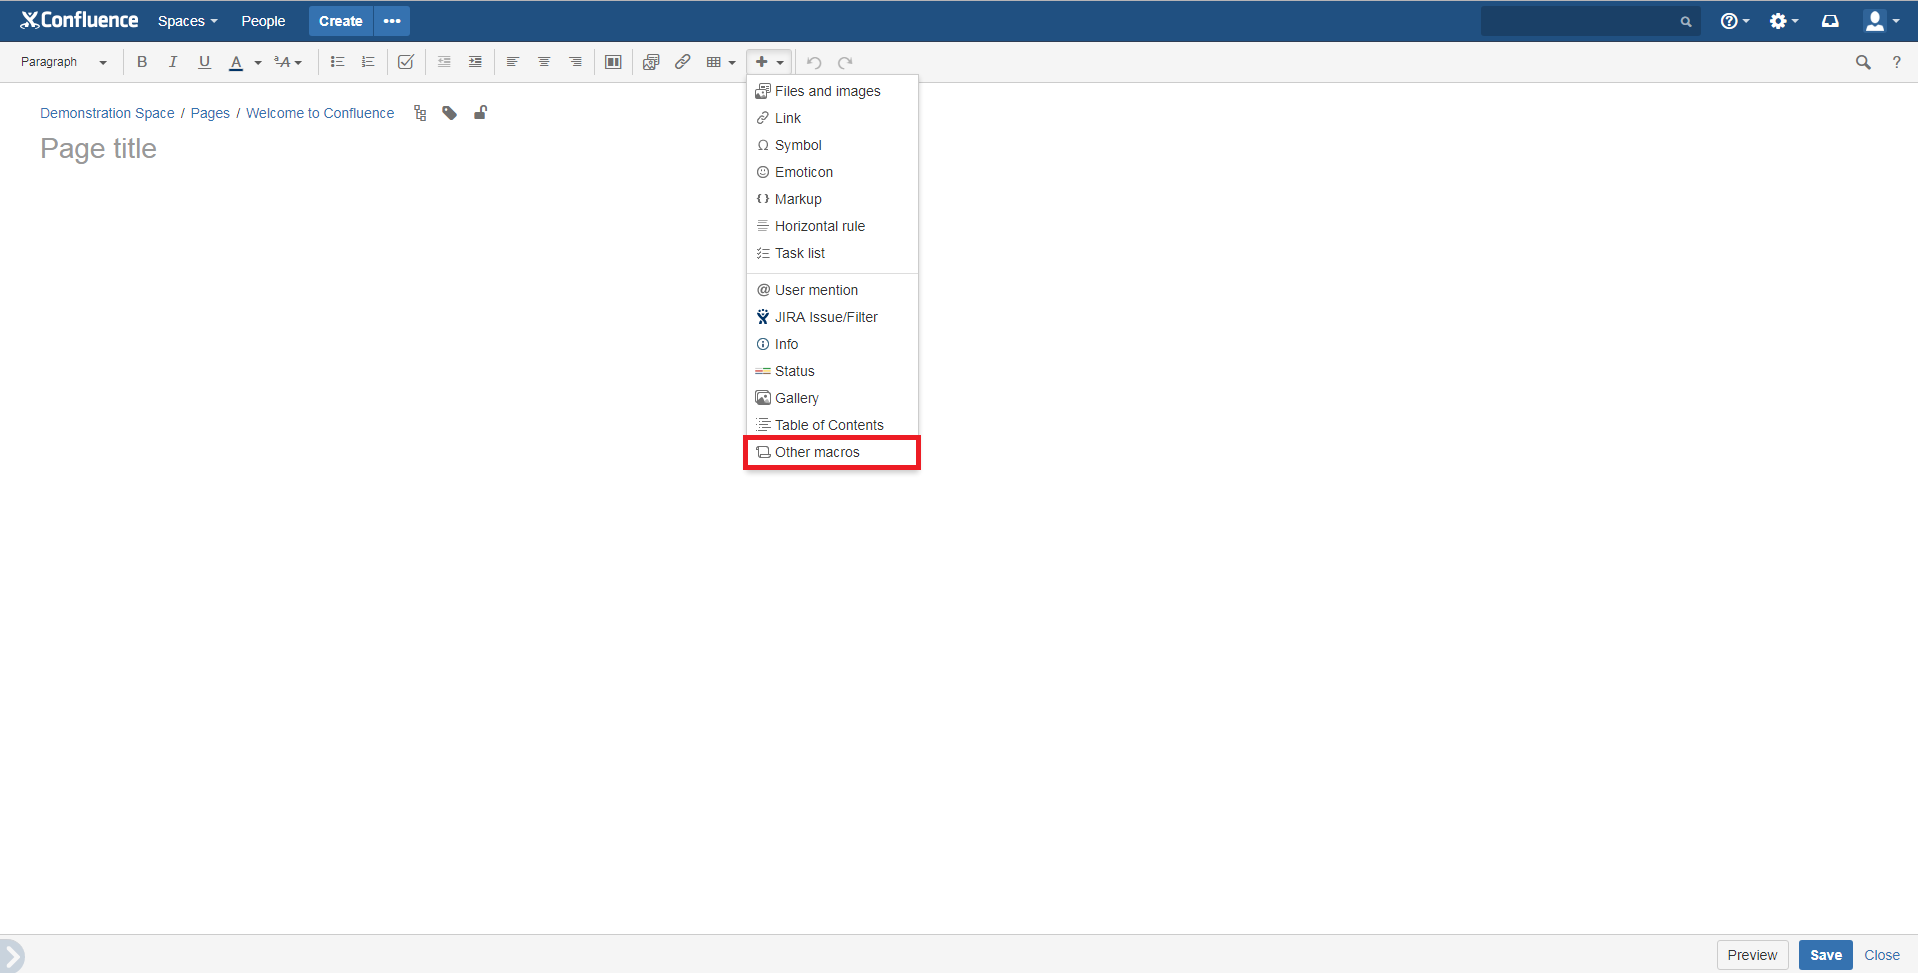 Confluence Spaces People Create •••
Paragraph B I U A ªA ?
Demonstration Space / Pages / Welcome to Confluence
Page title
Files and images
Link
Ω Symbol
Emoticon
{ } Markup
Horizontal rule
Task list
@ User mention
JIRA Issue/Filter
Info
Status
Gallery
Table of Contents
Other macros
Preview Save Close